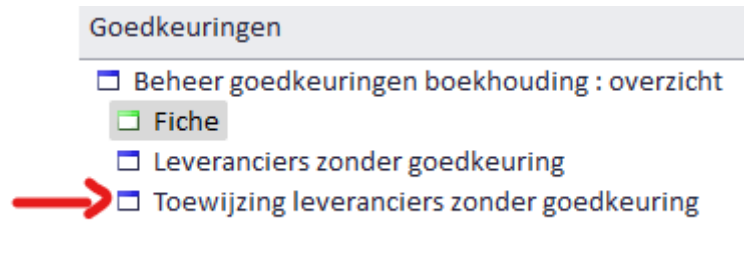 Goedkeuringen
Beheer goedkeuringen boekhouding : overzicht
Fiche
Leveranciers zonder goedkeuring
Toewijzing leveranciers zonder goedkeuring